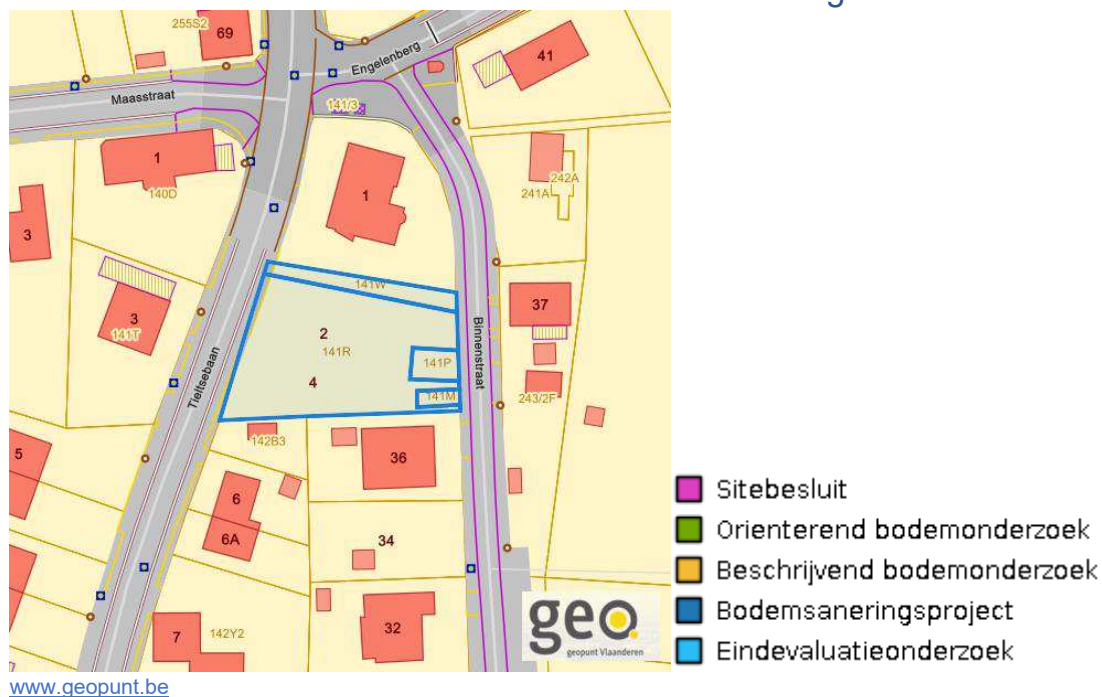 255S2
69
Engelenberg
41
Maasstraat
141/3
1
140D
1
242A
241A
3
3
141T
141W
2
141R
4
141P
141M
37
Binnenstraat
Tieltsebaan
243/2F
142B3
5
36
6
6A
34
7
142Y2
32
geo.
geopunt Vlaanderen
Sitebesluit
Orienterend bodemonderzoek
Beschrijvend bodemonderzoek
Bodemsaneringsproject
Eindevaluatieonderzoek
www.geopunt.be